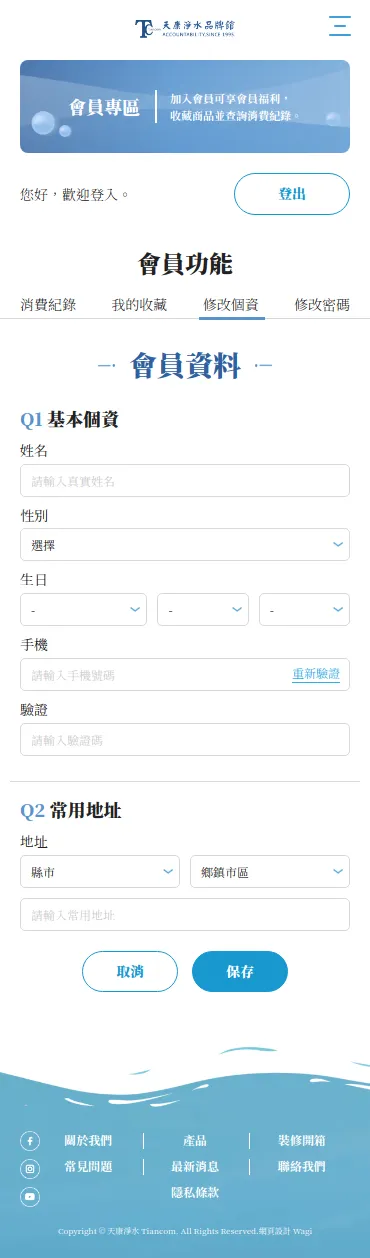 TC 天康淨水品牌館
ACCOUNTABILITY.SINCE 1995
會員專區
加入會員可享會員福利，
收藏商品並查詢消費紀錄。
您好，歡迎登入。
登出
會員功能
消費紀錄 我的收藏 修改個資 修改密碼
會員資料
Q1 基本個資
姓名
請輸入真實姓名
性別
選擇
生日
- - -
手機
請輸入手機號碼 重新驗證
驗證
請輸入驗證碼
Q2 常用地址
地址
縣市 鄉鎮市區
請輸入常用地址
取消 保存
關於我們 產品 裝修開箱
常見問題 最新消息 聯絡我們
隱私條款
Copyright © 天康淨水 Tiancom. All Rights Reserved.網頁設計 Wagi